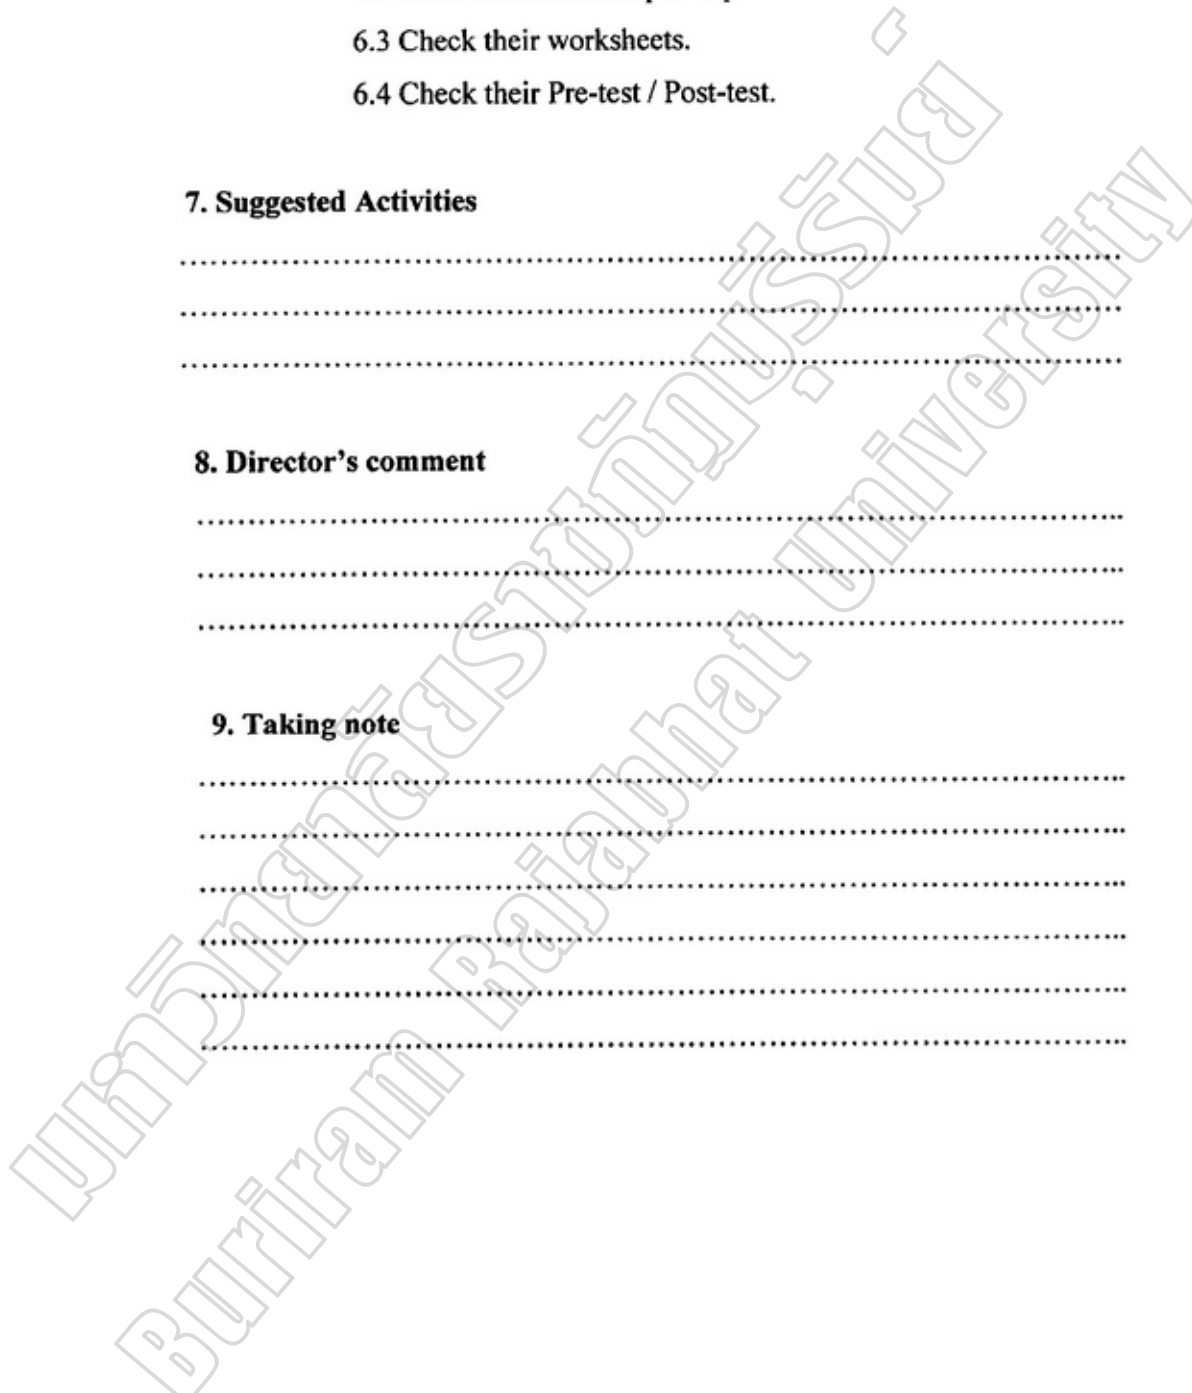 6.3 Check their worksheets.
6.4 Check their Pre-test / Post-test.
7. Suggested Activities
........................................................................................................
........................................................................................................
........................................................................................................
8. Director's comment
........................................................................................................
........................................................................................................
........................................................................................................
9. Taking note
........................................................................................................
........................................................................................................
........................................................................................................
........................................................................................................
........................................................................................................
........................................................................................................
มหาวิทยาลัยราชภัฏบุรีรัมย์
Buriram Rajabhat University